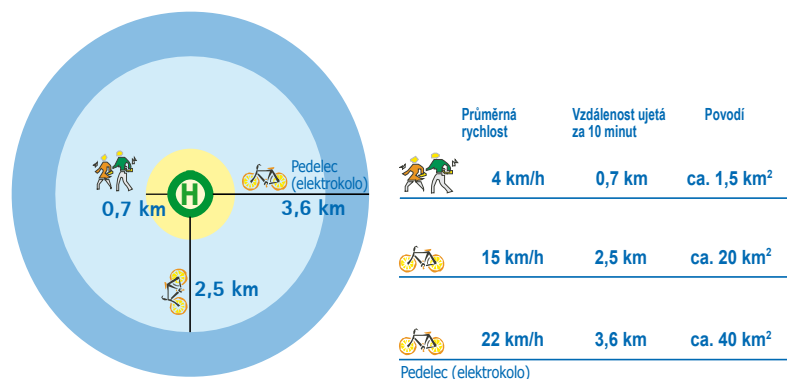 H
Pedelec
(elektrokolo)
0,7 km
3,6 km
2,5 km
Průměrná
rychlost
Vzdálenost ujetá
za 10 minut
Povodí
4 km/h 0,7 km ca. 1,5 km²
15 km/h 2,5 km ca. 20 km²
22 km/h 3,6 km ca. 40 km²
Pedelec (elektrokolo)